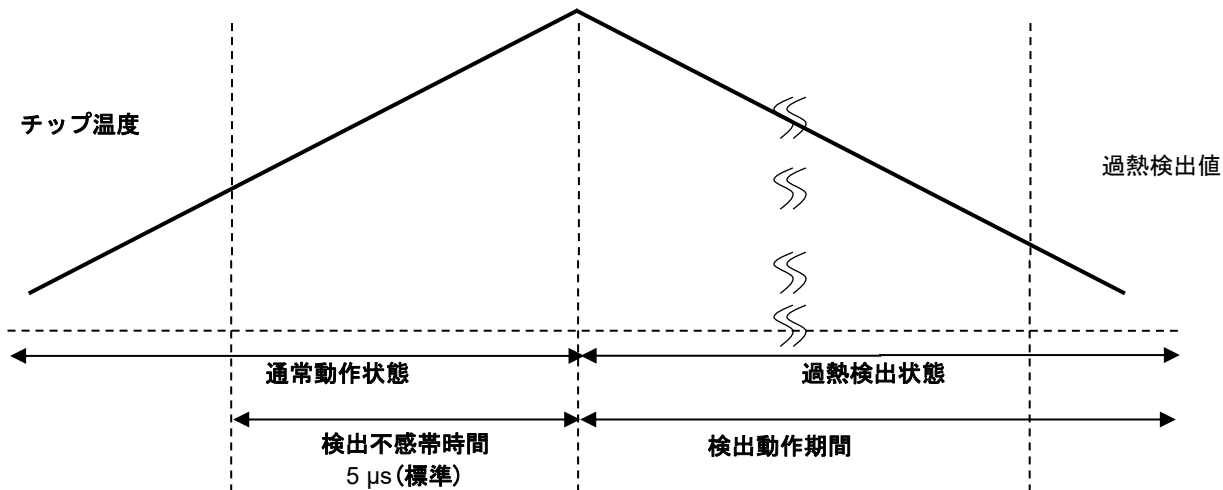 チップ温度
過熱検出値
通常動作状態
過熱検出状態
検出不感帯時間
5 μs(標準)
検出動作期間